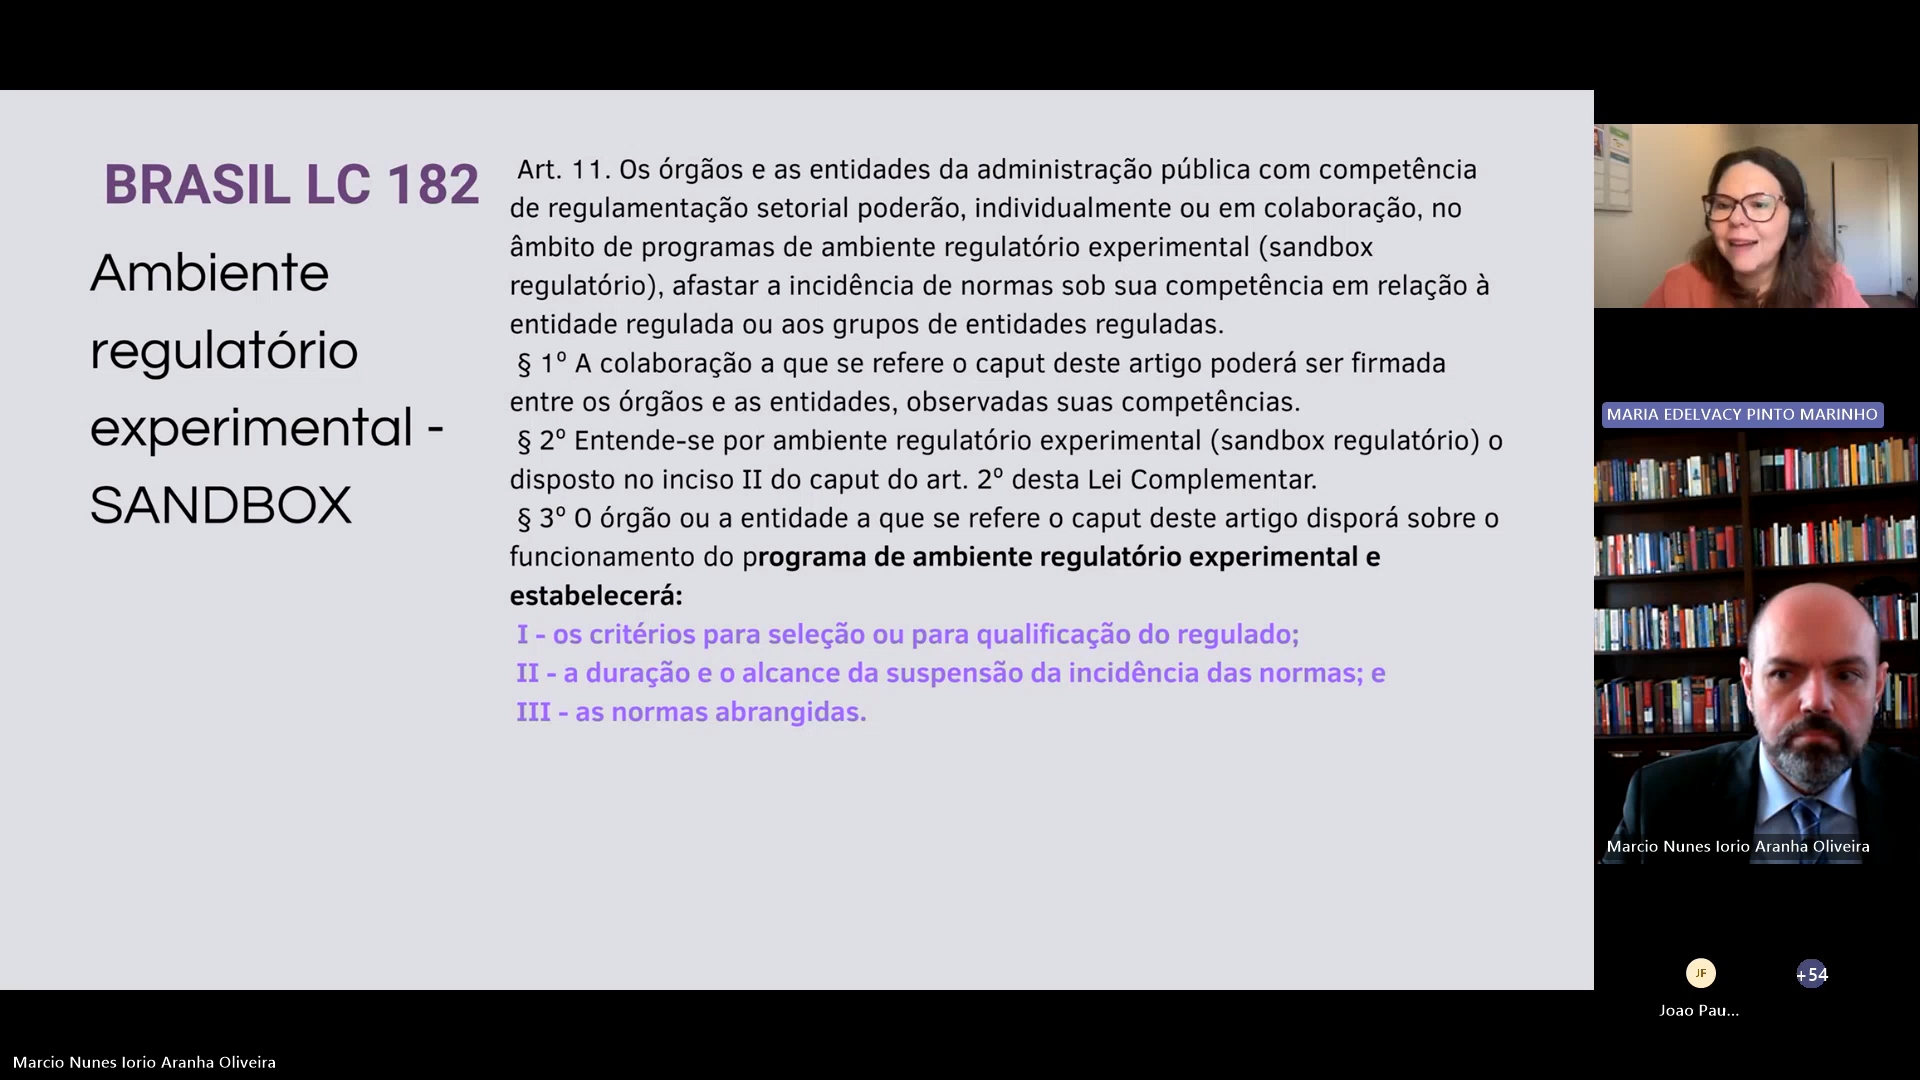 BRASIL LC 182
Ambiente
regulatório
experimental -
SANDBOX
Art. 11. Os órgãos e as entidades da administração pública com competência
de regulamentação setorial poderão, individualmente ou em colaboração, no
âmbito de programas de ambiente regulatório experimental (sandbox
regulatório), afastar a incidência de normas sob sua competência em relação à
entidade regulada ou aos grupos de entidades reguladas.
§ 1º A colaboração a que se refere o caput deste artigo poderá ser firmada
entre os órgãos e as entidades, observadas suas competências.
§ 2º Entende-se por ambiente regulatório experimental (sandbox regulatório) o
disposto no inciso II do caput do art. 2º desta Lei Complementar.
§ 3º O órgão ou a entidade a que se refere o caput deste artigo disporá sobre o
funcionamento do programa de ambiente regulatório experimental e
estabelecerá:
I - os critérios para seleção ou para qualificação do regulado;
II - a duração e o alcance da suspensão da incidência das normas; e
III - as normas abrangidas.
MARIA EDELVACY PINTO MARINHO
Marcio Nunes Iorio Aranha Oliveira
JF
+54
Joao Pau...
Marcio Nunes Iorio Aranha Oliveira